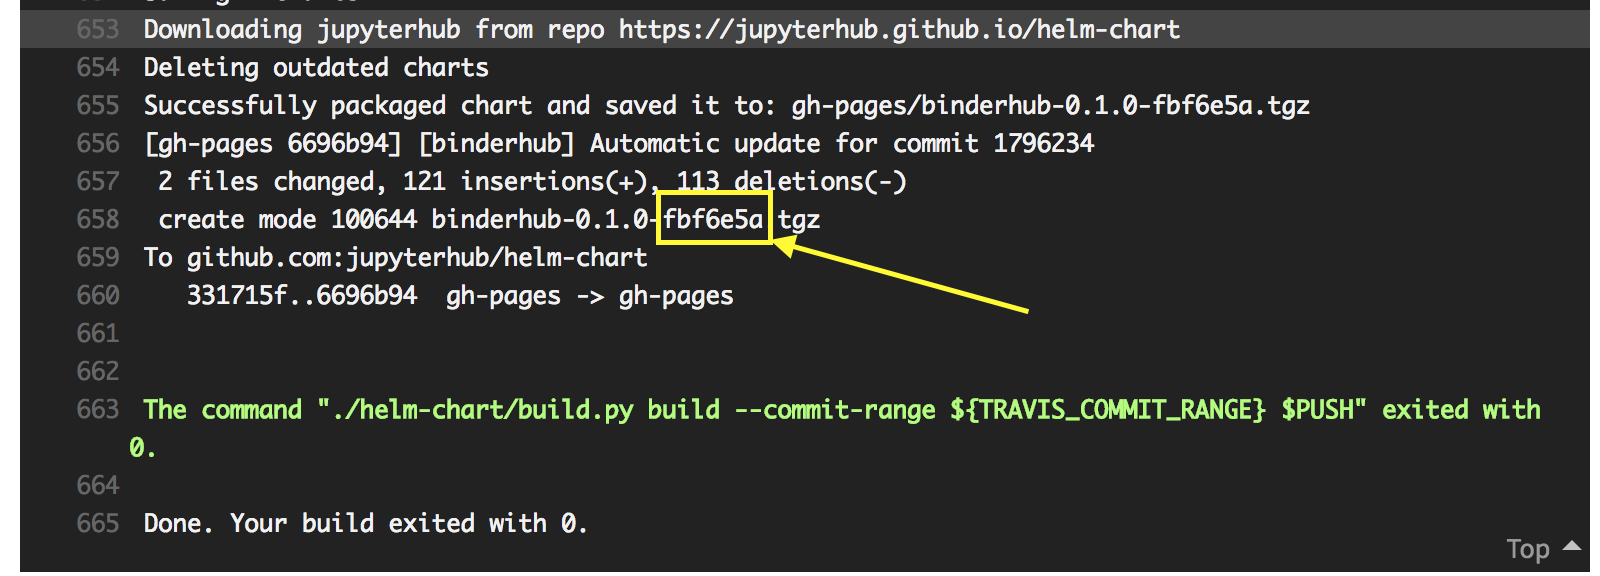 653 Downloading jupyterhub from repo https://jupyterhub.github.io/helm-chart
654 Deleting outdated charts
655 Successfully packaged chart and saved it to: gh-pages/binderhub-0.1.0-fbf6e5a.tgz
656 [gh-pages 6696b94] [binderhub] Automatic update for commit 1796234
657 2 files changed, 121 insertions(+), 113 deletions(-)
658 create mode 100644 binderhub-0.1.0-fbf6e5a.tgz
659 To github.com:jupyterhub/helm-chart
660 331715f..6696b94 gh-pages -> gh-pages
661
662
663 The command "./helm-chart/build.py build --commit-range ${TRAVIS_COMMIT_RANGE} $PUSH" exited with
0.
664
665 Done. Your build exited with 0.
Top